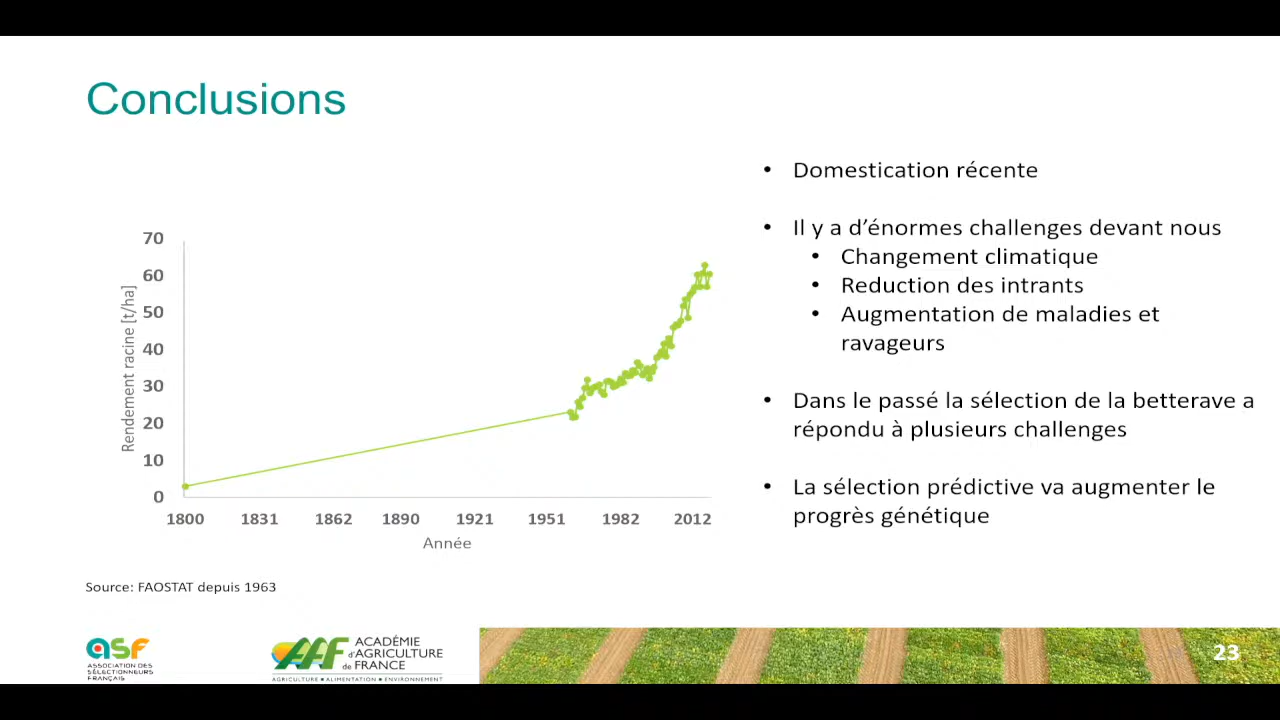 Conclusions
• Domestication récente
• Il y a d’énormes challenges devant nous
• Changement climatique
• Reduction des intrants
• Augmentation de maladies et
ravageurs
• Dans le passé la sélection de la betterave a
répondu à plusieurs challenges
• La sélection prédictive va augmenter le
progrès génétique
Rendement racine [t/ha]
70
60
50
40
30
20
10
0
1800 1831 1862 1890 1921 1951 1982 2012
Année
Source: FAOSTAT depuis 1963
asf
ASSOCIATION DES
SÉLECTIONNEURS
FRANÇAIS
AAF
ACADÉMIE
d'AGRICULTURE
de FRANCE
AGRICULTURE • ALIMENTATION • ENVIRONNEMENT
23